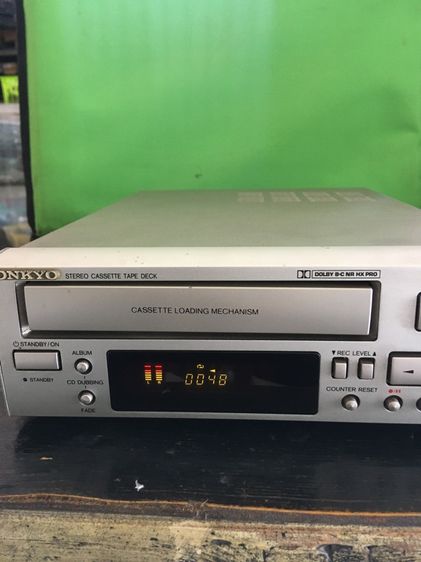 ONKYO STEREO CASSETTE TAPE DECK
DOLBY B-C NR HX PRO
CASSETTE LOADING MECHANISM
STANDBY/ON
STANDBY
ALBUM
CD DUBBING
FADE
0048
▼ REC LEVEL ▲
COUNTER RESET
●/II